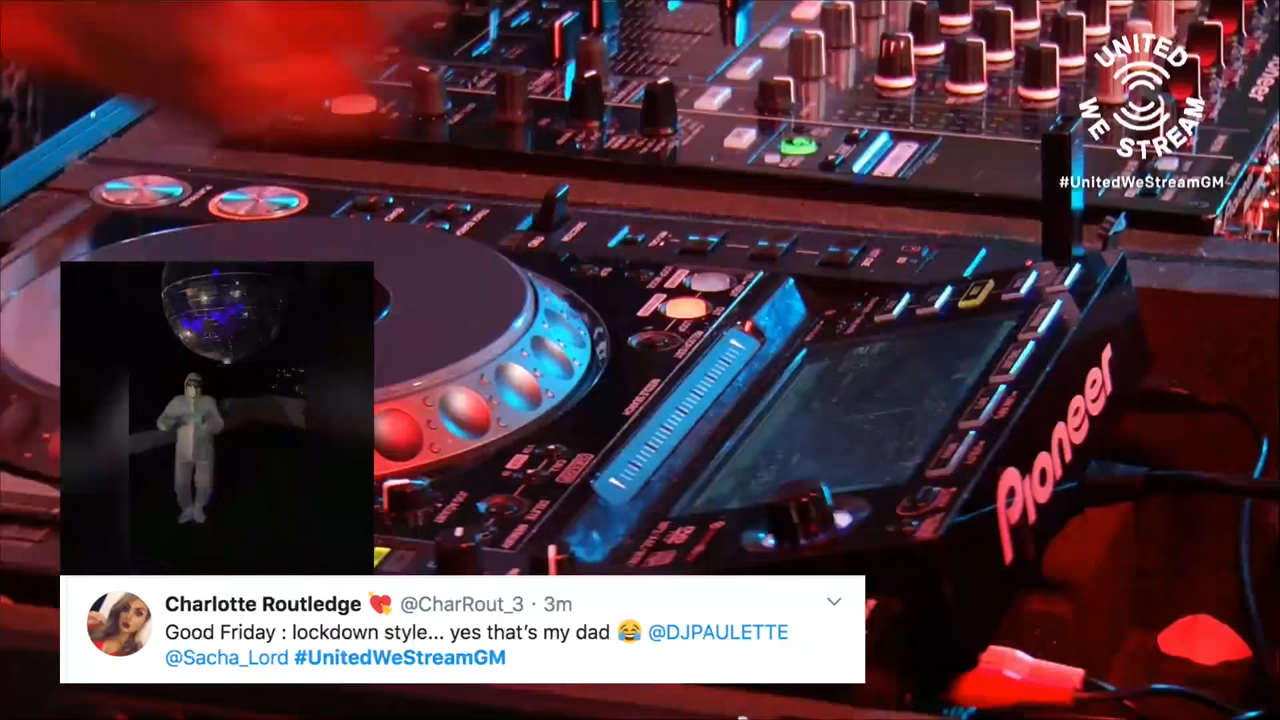 UNITED
WE STREAM
#UnitedWeStreamGM
Pioneer
Charlotte Routledge 💘 @CharRout_3 · 3m
Good Friday : lockdown style... yes that's my dad 😂 @DJPAULETTE
@Sacha_Lord #UnitedWeStreamGM